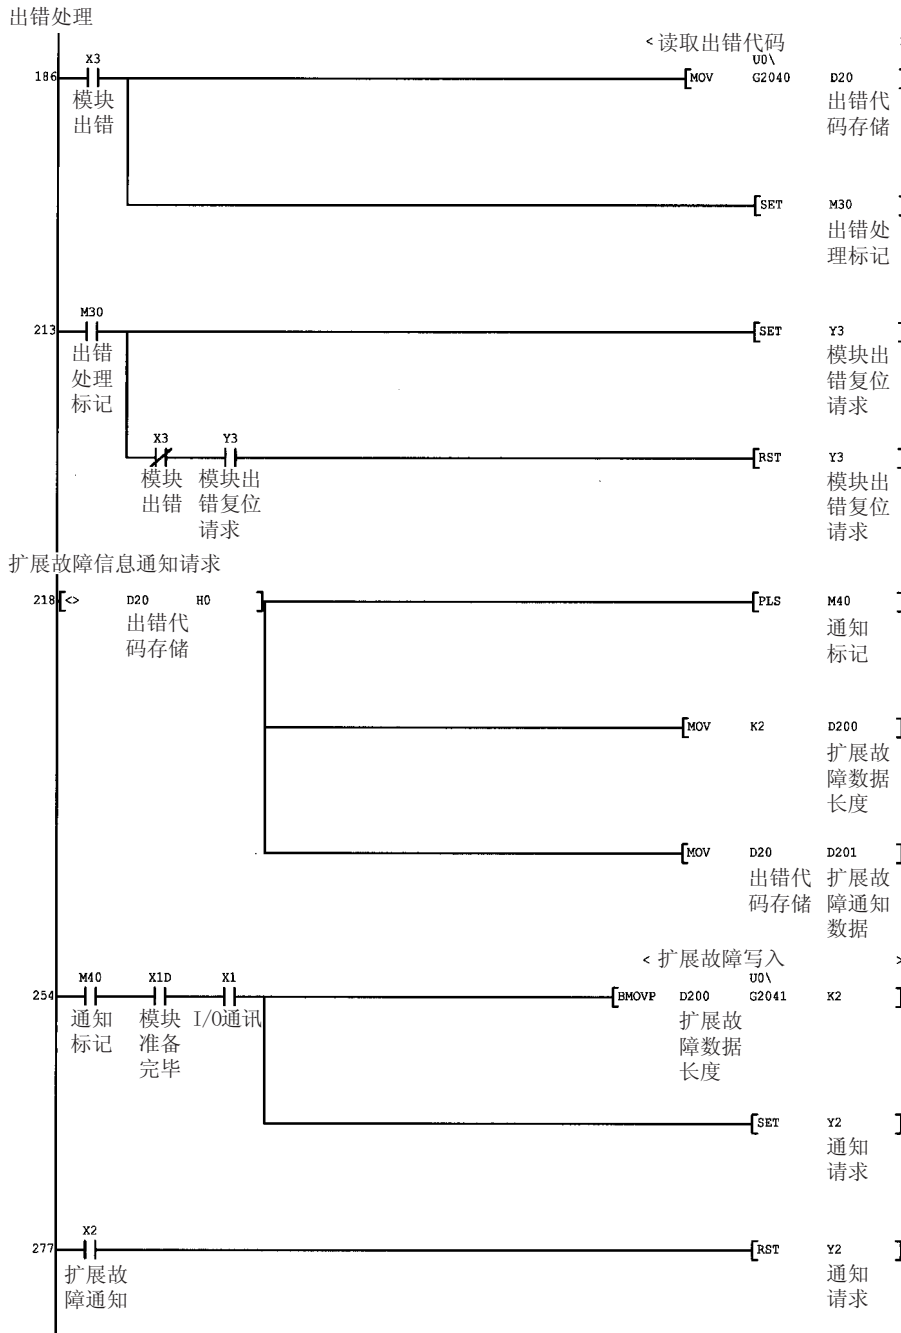 出错处理
<读取出错代码
X3
U0\
186
[MOV G2040 D20 ]
模块
出错
出错代
码存储
[SET M30 ]
出错处
理标记
M30
213
[SET Y3 ]
出错
处理
标记
模块出
错复位
请求
X3 Y3
[RST Y3 ]
模块
出错
模块出
错复位
请求
模块出
错复位
请求
扩展故障信息通知请求
218 [<> D20 H0 ]
[PLS M40 ]
出错代
码存储
通知
标记
[MOV K2 D200 ]
扩展故
障数据
长度
[MOV D20 D201 ]
出错代
码存储
扩展故
障通知
数据
<扩展故障写入 >
M40 X1D X1
U0\
254
[BMOVP D200 G2041 K2 ]
通知
标记
模块
准备
完毕
I/O通讯
扩展故
障数据
长度
[SET Y2 ]
通知
请求
X2
277
[RST Y2 ]
扩展故
障通知
通知
请求